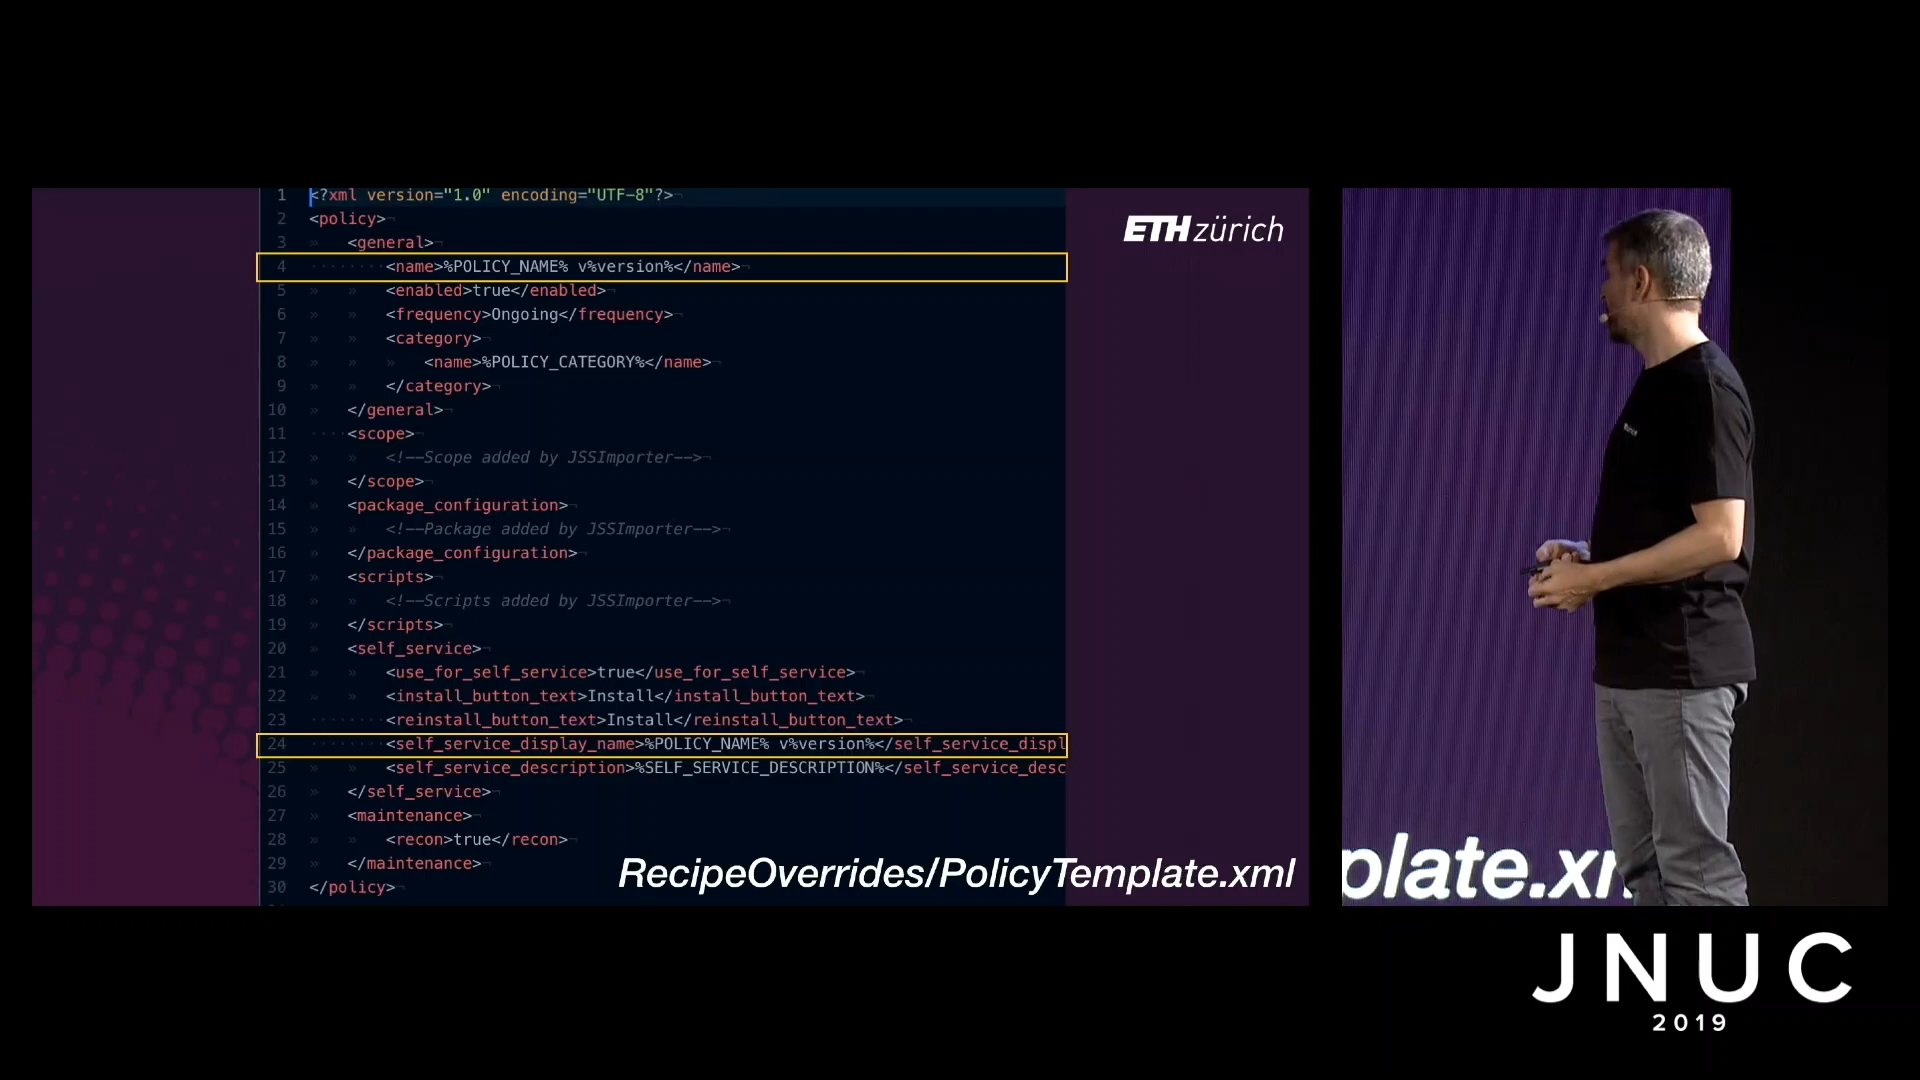 1 <?xml version="1.0" encoding="UTF-8"?>
2 <policy>
3 <general>
4 <name>%POLICY_NAME% v%version%</name>
5 <enabled>true</enabled>
6 <frequency>Ongoing</frequency>
7 <category>
8 <name>%POLICY_CATEGORY%</name>
9 </category>
10 </general>
11 <scope>
12 <!--Scope added by JSSImporter-->
13 </scope>
14 <package_configuration>
15 <!--Package added by JSSImporter-->
16 </package_configuration>
17 <scripts>
18 <!--Scripts added by JSSImporter-->
19 </scripts>
20 <self_service>
21 <use_for_self_service>true</use_for_self_service>
22 <install_button_text>Install</install_button_text>
23 <reinstall_button_text>Install</reinstall_button_text>
24 <self_service_display_name>%POLICY_NAME% v%version%</self_service_displ
25 <self_service_description>%SELF_SERVICE_DESCRIPTION%</self_service_desc
26 </self_service>
27 <maintenance>
28 <recon>true</recon>
29 </maintenance>
30 </policy>
ETH zürich
RecipeOverrides/PolicyTemplate.xml
plate.x
JNUC
2019